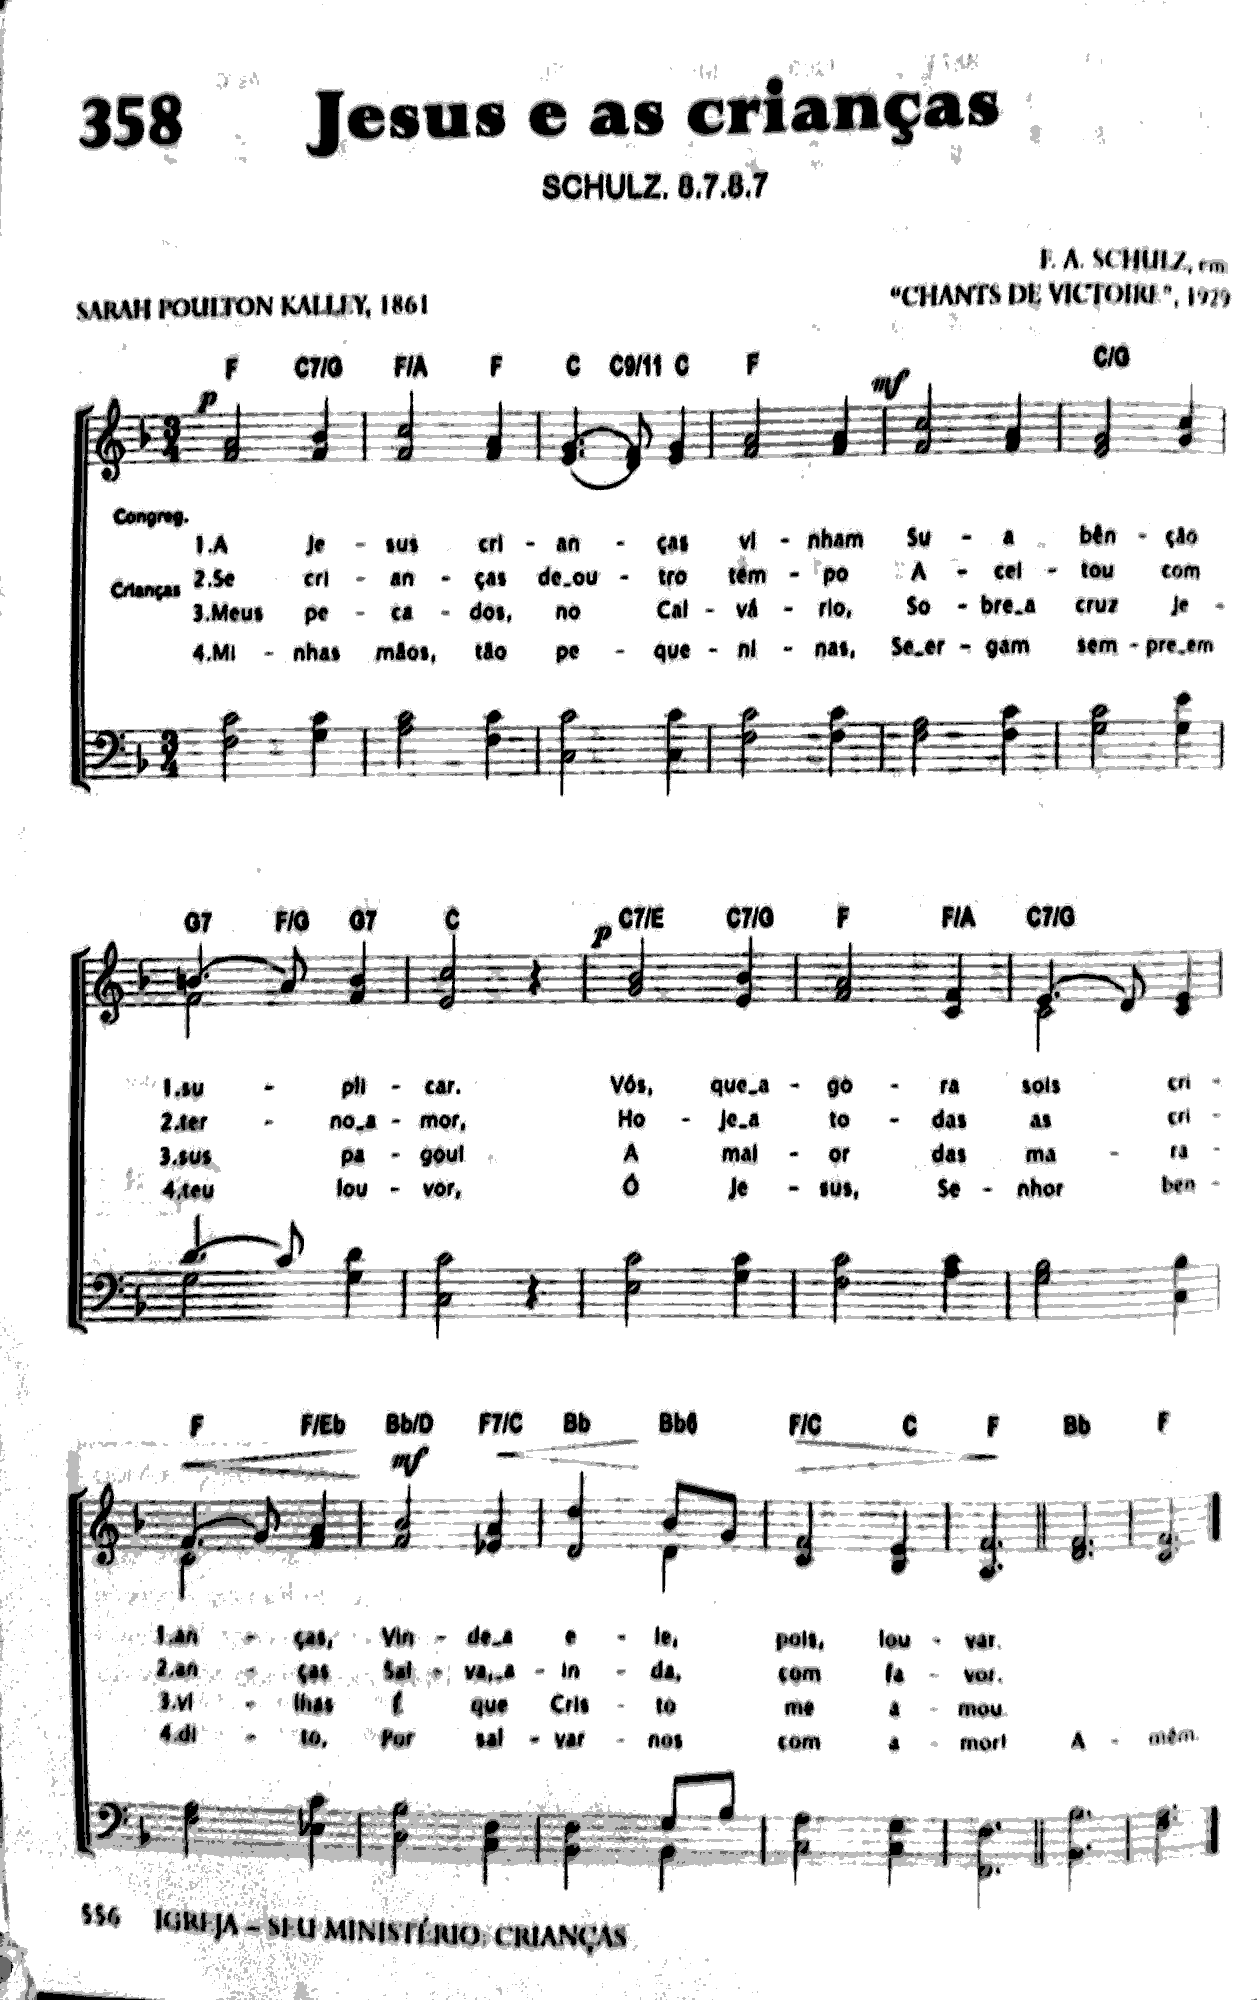 358 Jesus e as crianças
SCHULZ. 8.7.8.7
F. A. SCHULZ, em
SARAH POULTON KALLEY, 1861
"CHANTS DE VICTOIRE", 1929
F C7/G F/A F C C9/11 C F C/G
p mf
Congreg.
1.A Je - sus cri - an - ças vi - nham Su - a bên - ção
Crianças
2.Se cri - an - ças de_ou - tro tem - po A - cei - tou com
3.Meus pe - ca - dos, no Cal - vá - rio, So - bre_a cruz Je -
4.Mi - nhas mãos, tão pe - que - ni - nas, Se_er - gam sem - pre_em
G7 F/G G7 C C7/E C7/G F F/A C7/G
p
1.su - pli - car. Vós, que_a - go - ra sois cri -
2.ter - no_a - mor, Ho - je_a to - das as cri -
3.sus pa - gou! A mai - or das ma - ra -
4.teu lou - vor, Ó Je - sus, Se - nhor ben -
F F/Eb Bb/D F7/C Bb Bb6 F/C C F Bb F
mf
1.an - ças, Vin - de_a e - le, pois, lou - var.
2.an - ças Sal - va,_a - in - da, com fa - vor.
3.vi - lhas É que Cris - to me a - mou.
4.di - to, Por sal - var - nos com a - mor! A - mém.
556 IGREJA – SEU MINISTÉRIO: CRIANÇAS